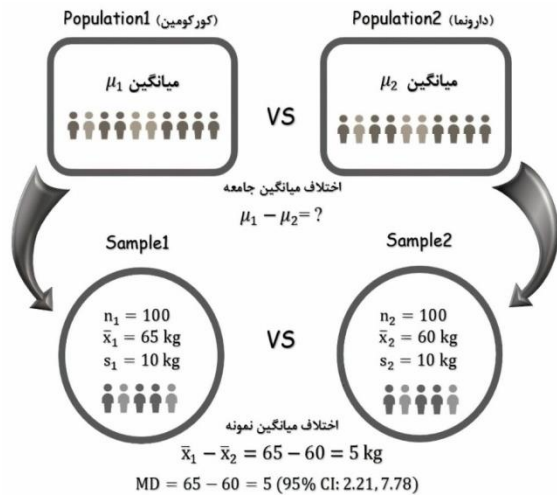 Population1 (کورکومین)
Population2 (دارونما)
میانگین μ₁
VS
میانگین μ₂
اختلاف میانگین جامعه
μ₁ − μ₂= ?
Sample1
Sample2
n₁ = 100
x̄₁ = 65 kg
s₁ = 10 kg
VS
n₂ = 100
x̄₂ = 60 kg
s₂ = 10 kg
اختلاف میانگین نمونه
x̄₁ − x̄₂ = 65 − 60 = 5 kg
MD = 65 − 60 = 5 (95% CI: 2.21, 7.78)